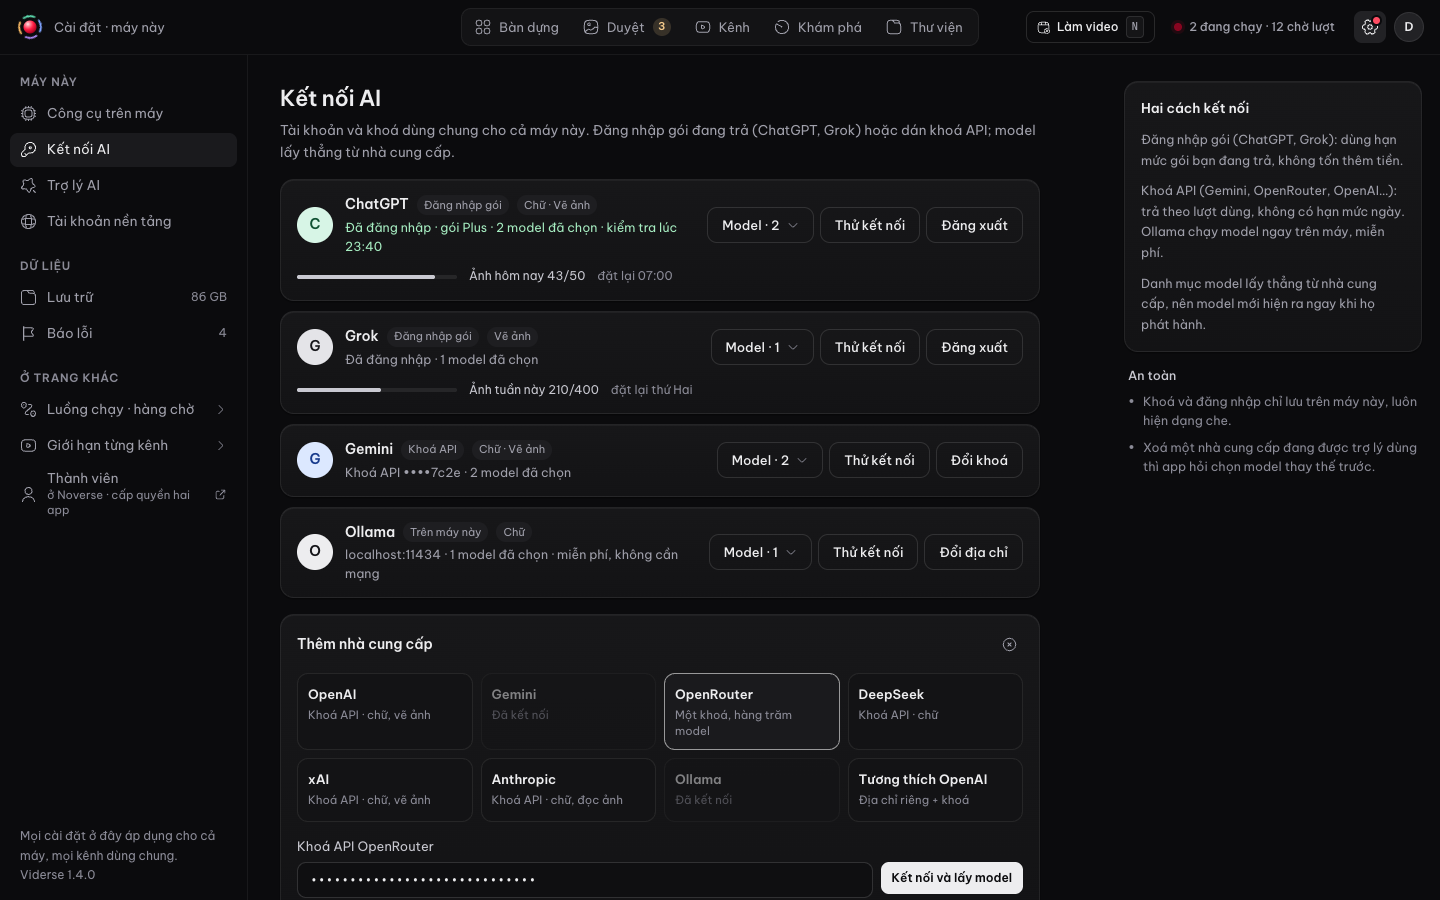 Cài đặt · máy này
Bàn dựng
Duyệt 3
Kênh
Khám phá
Thư viện
Làm video N
2 đang chạy · 12 chờ lượt
D
MÁY NÀY
Công cụ trên máy
Kết nối AI
Trợ lý AI
Tài khoản nền tảng
DỮ LIỆU
Lưu trữ 86 GB
Báo lỗi 4
Ở TRANG KHÁC
Luồng chạy · hàng chờ
Giới hạn từng kênh
Thành viên
ở Noverse · cấp quyền hai
app
Mọi cài đặt ở đây áp dụng cho cả
máy, mọi kênh dùng chung.
Viderse 1.4.0
Kết nối AI
Tài khoản và khoá dùng chung cho cả máy này. Đăng nhập gói đang trả (ChatGPT, Grok) hoặc dán khoá API; model
lấy thẳng từ nhà cung cấp.
C
ChatGPT Đăng nhập gói Chữ · Vẽ ảnh
Đã đăng nhập · gói Plus · 2 model đã chọn · kiểm tra lúc
23:40
Model · 2 Thử kết nối Đăng xuất
Ảnh hôm nay 43/50 đặt lại 07:00
G
Grok Đăng nhập gói Vẽ ảnh
Đã đăng nhập · 1 model đã chọn
Model · 1 Thử kết nối Đăng xuất
Ảnh tuần này 210/400 đặt lại thứ Hai
G
Gemini Khoá API Chữ · Vẽ ảnh
Khoá API ••••7c2e · 2 model đã chọn
Model · 2 Thử kết nối Đổi khoá
O
Ollama Trên máy này Chữ
localhost:11434 · 1 model đã chọn · miễn phí, không cần
mạng
Model · 1 Thử kết nối Đổi địa chỉ
Thêm nhà cung cấp
OpenAI
Khoá API · chữ, vẽ ảnh
Gemini
Đã kết nối
OpenRouter
Một khoá, hàng trăm
model
DeepSeek
Khoá API · chữ
xAI
Khoá API · chữ, vẽ ảnh
Anthropic
Khoá API · chữ, đọc ảnh
Ollama
Đã kết nối
Tương thích OpenAI
Địa chỉ riêng + khoá
Khoá API OpenRouter
•••••••••••••••••••••••••••••
Kết nối và lấy model
Hai cách kết nối
Đăng nhập gói (ChatGPT, Grok): dùng hạn
mức gói bạn đang trả, không tốn thêm tiền.
Khoá API (Gemini, OpenRouter, OpenAI...):
trả theo lượt dùng, không có hạn mức ngày.
Ollama chạy model ngay trên máy, miễn
phí.
Danh mục model lấy thẳng từ nhà cung
cấp, nên model mới hiện ra ngay khi họ
phát hành.
An toàn
• Khoá và đăng nhập chỉ lưu trên máy này, luôn
hiện dạng che.
• Xoá một nhà cung cấp đang được trợ lý dùng
thì app hỏi chọn model thay thế trước.